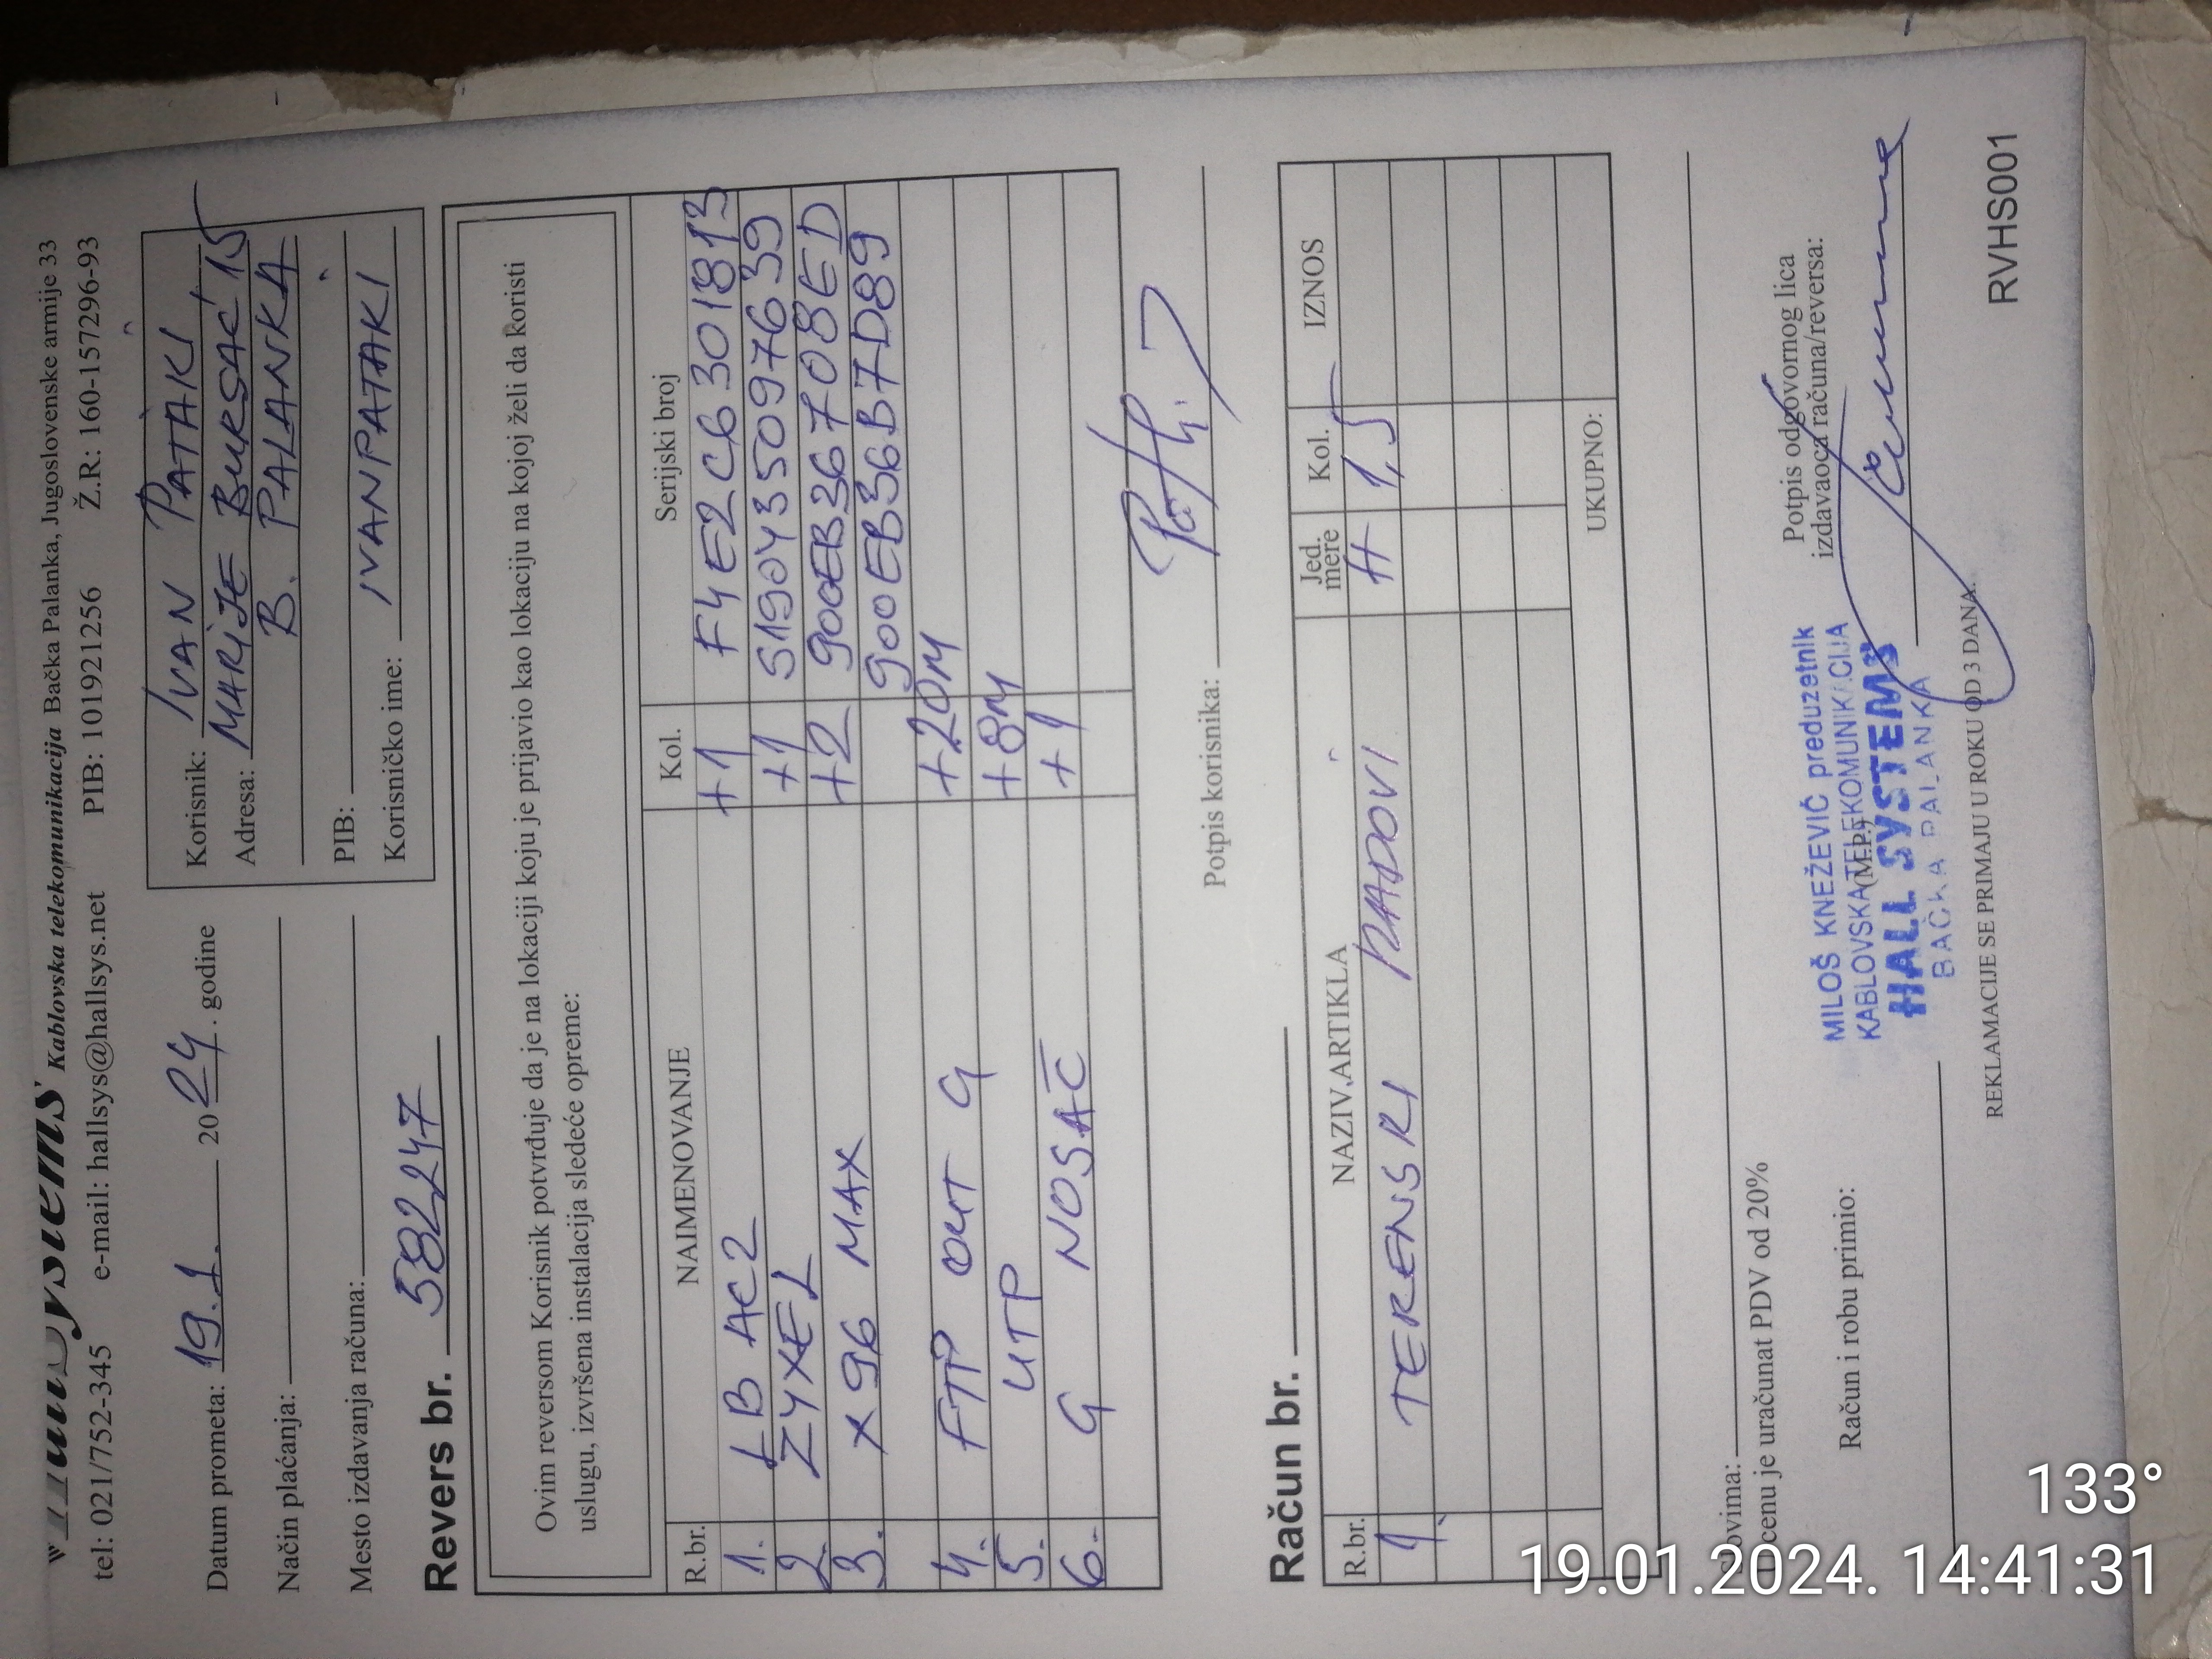 HallSystems Kablovska telekomunikacija Bačka Palanka, Jugoslovenske armije 33
tel: 021/752-345 e-mail: hallsys@hallsys.net PIB: 101921256 Ž.R: 160-157296-93
Datum prometa: 19.1. 2024. godine
Način plaćanja:
Mesto izdavanja računa:
Korisnik: IVAN PATAKI
Adresa: MARIJE BURSAĆ 15
B. PALANKA
PIB:
Korisničko ime: IVANPATAKI
Revers br. 582247
Ovim reversom Korisnik potvrđuje da je na lokaciji koju je prijavio kao lokaciju na kojoj želi da koristi
uslugu, izvršena instalacija sledeće opreme:
R.br. NAIMENOVANJE Kol. Serijski broj
1. LB AC2 +1 F4E2C6301813
2. ZYXEL +1 S190Y35097639
3. X96 MAX +2 900EB36708ED
900EB36B7D89
4. FTP OUT G +20M
5. UTP +8M
6. G NOSAČ +1
Potpis korisnika:
Račun br.
R.br. NAZIV ARTIKLA Jed. mere Kol. IZNOS
1. TERENSKI RADOVI H 1,5
UKUPNO:
Slovima:
U cenu je uračunat PDV od 20%
Račun i robu primio:
(M.P.)
Potpis odgovornog lica
izdavaoca računa/reversa:
MILOŠ KNEŽEVIĆ preduzetnik
KABLOVSKA TELEKOMUNIKACIJA
HALL SYSTEMS
BAČKA PALANKA
REKLAMACIJE SE PRIMAJU U ROKU OD 3 DANA.
RVHS001
133°
19.01.2024. 14:41:31